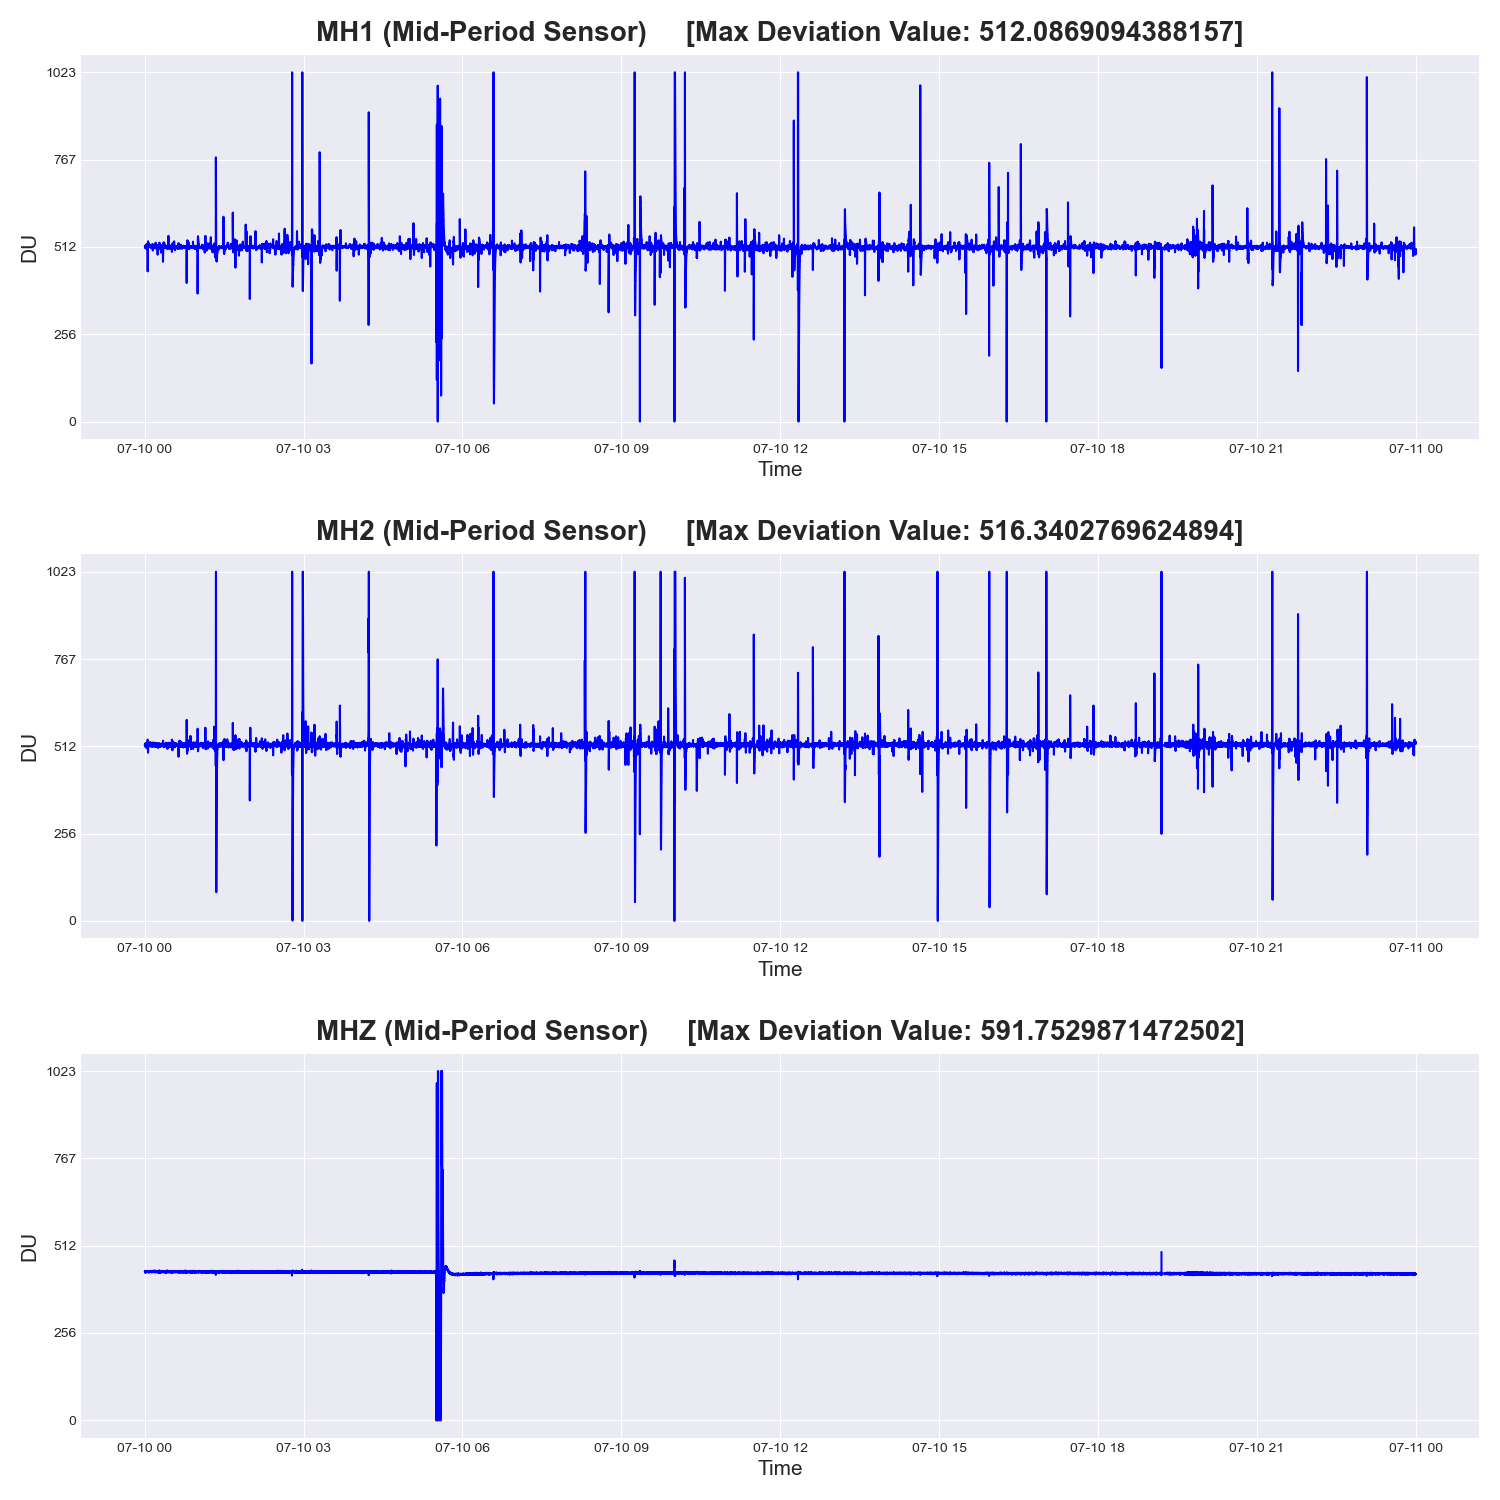 MH1 (Mid-Period Sensor) [Max Deviation Value: 512.0869094388157]
1023
767
512
256
0
DU
07-10 00 07-10 03 07-10 06 07-10 09 07-10 12 07-10 15 07-10 18 07-10 21 07-11 00
Time
MH2 (Mid-Period Sensor) [Max Deviation Value: 516.3402769624894]
1023
767
512
256
0
DU
07-10 00 07-10 03 07-10 06 07-10 09 07-10 12 07-10 15 07-10 18 07-10 21 07-11 00
Time
MHZ (Mid-Period Sensor) [Max Deviation Value: 591.7529871472502]
1023
767
512
256
0
DU
07-10 00 07-10 03 07-10 06 07-10 09 07-10 12 07-10 15 07-10 18 07-10 21 07-11 00
Time